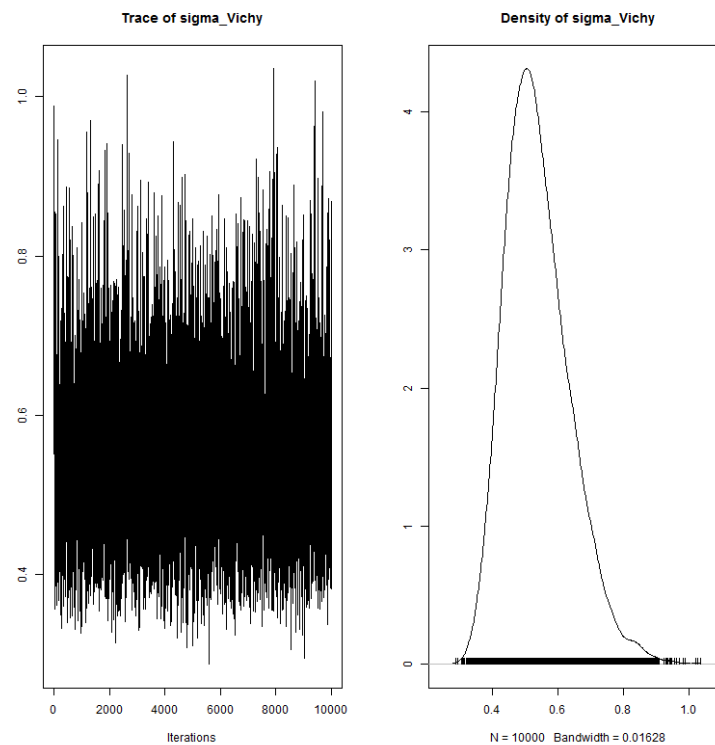 Trace of sigma_Vichy
1.0
0.8
0.6
0.4
0 2000 4000 6000 8000 10000
Iterations
Density of sigma_Vichy
4
3
2
1
0
0.4 0.6 0.8 1.0
N = 10000 Bandwidth = 0.01628